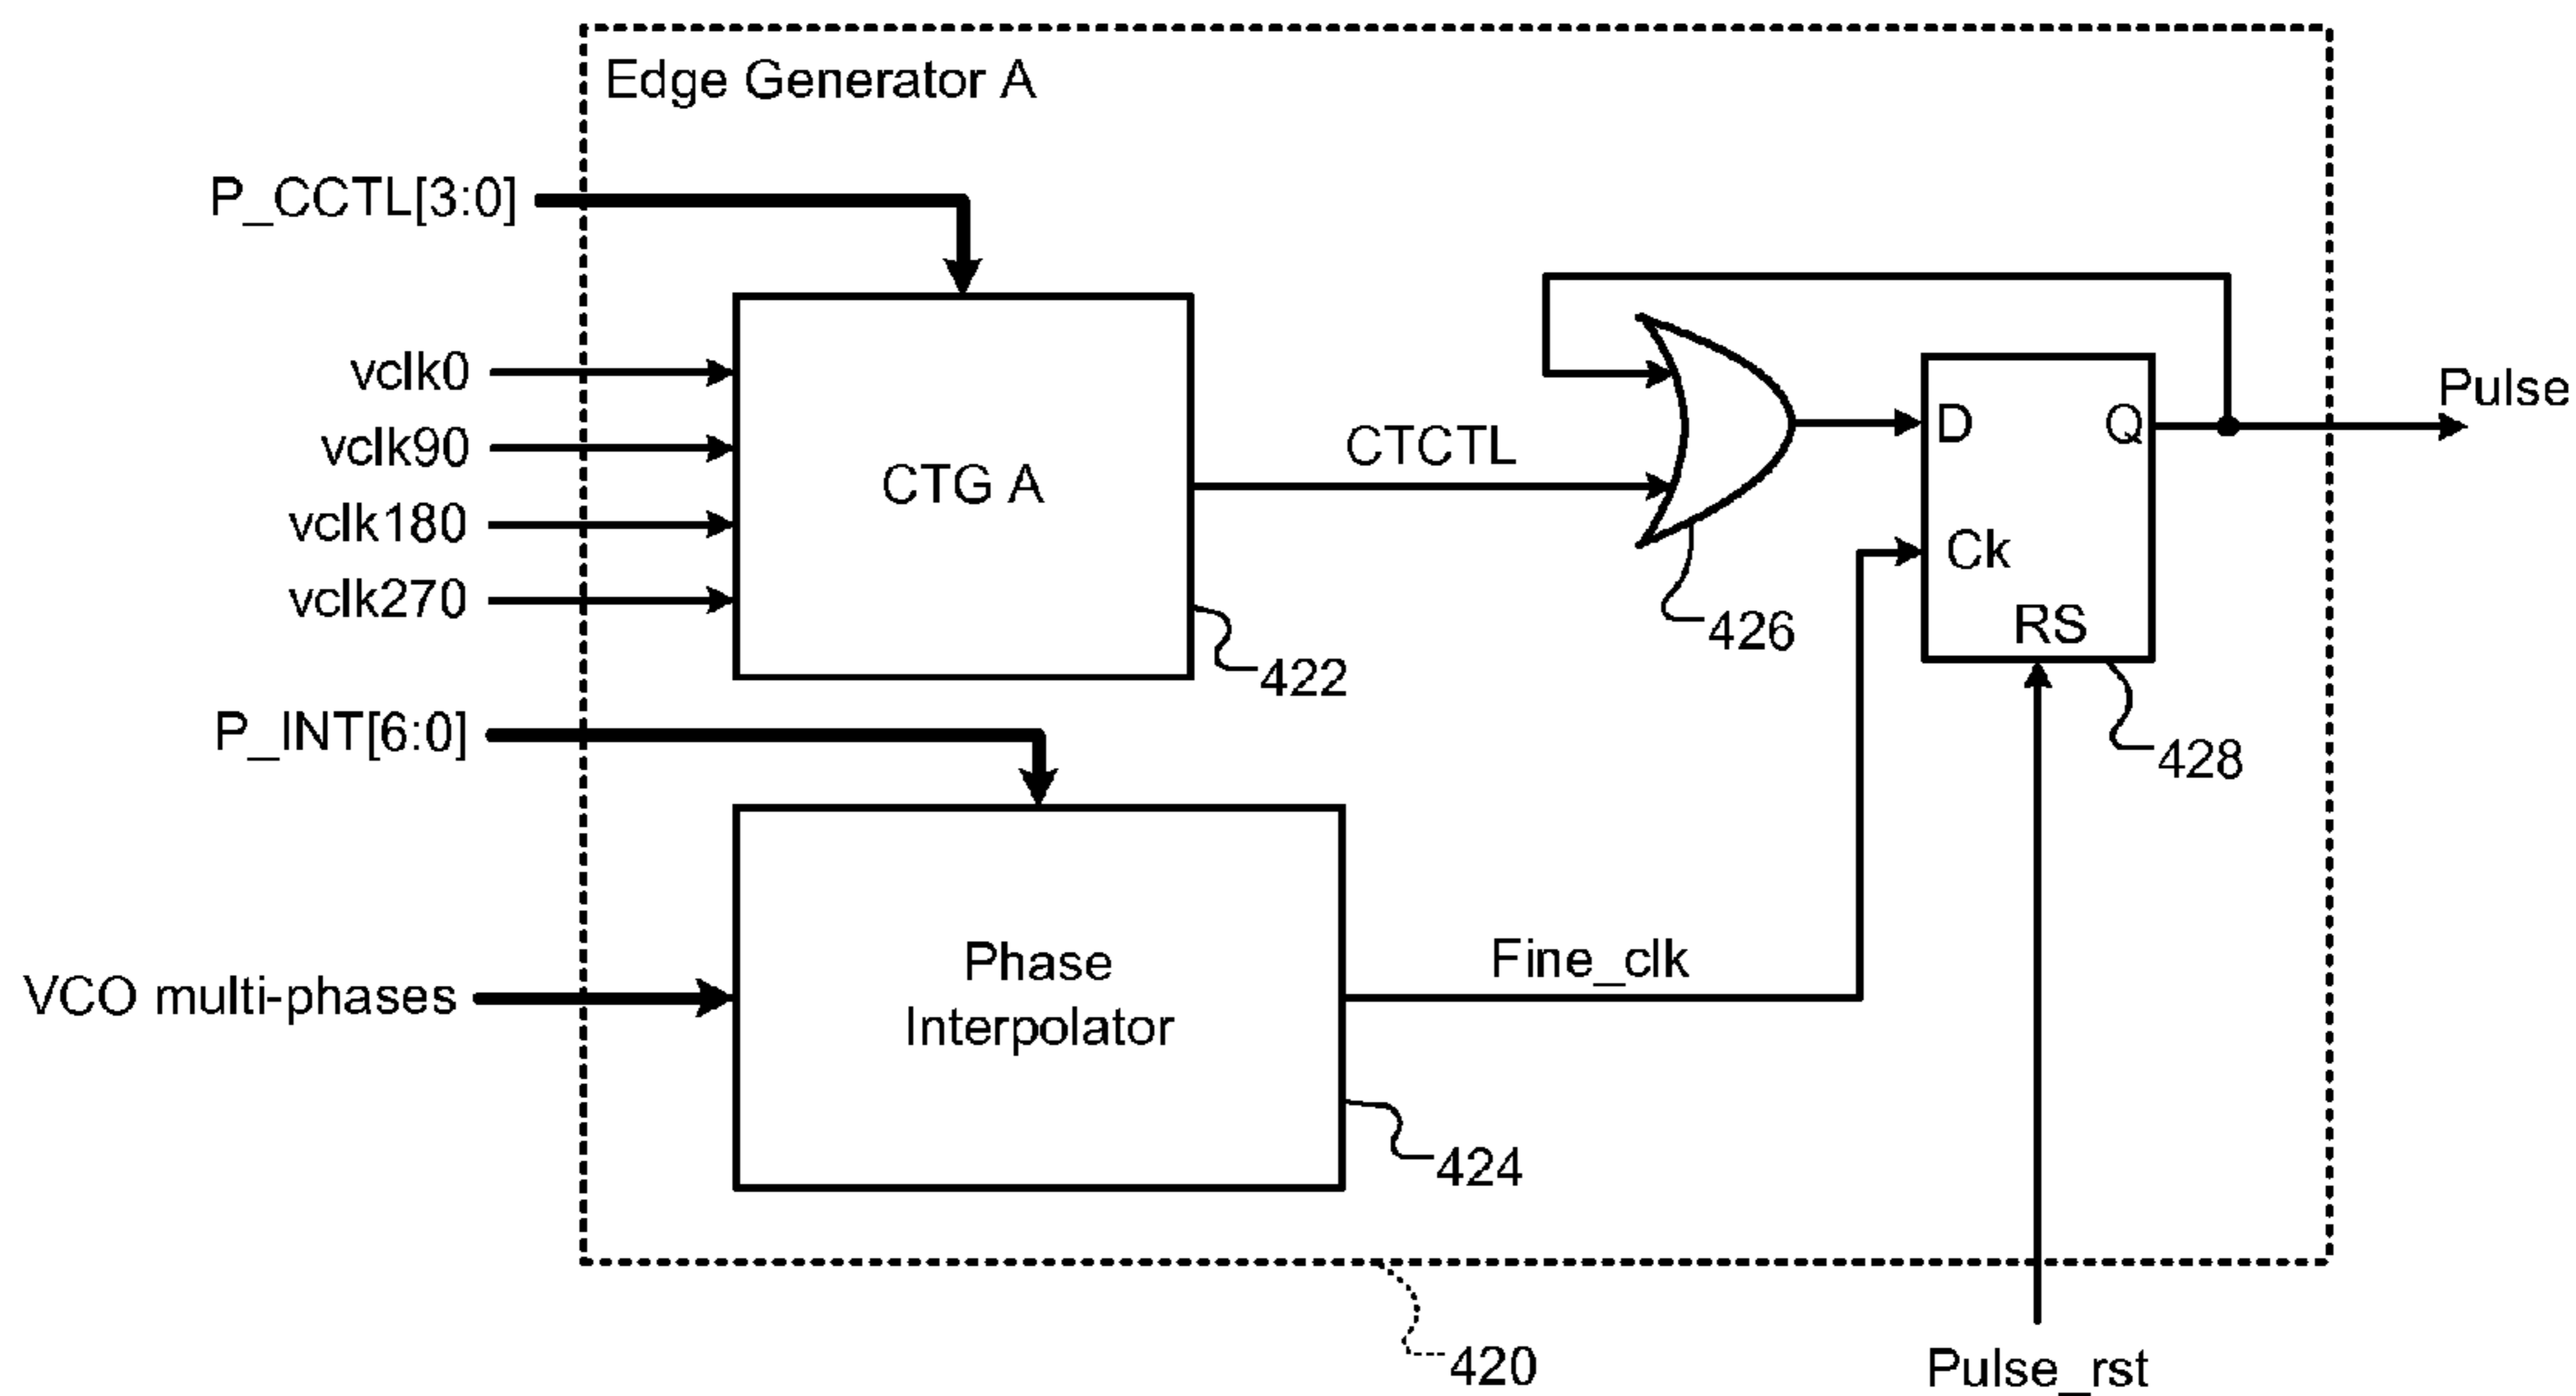 Edge Generator A
P_CCTL[3:0]
vclk0
vclk90
vclk180
vclk270
CTG A
422
CTCTL
426
D
Q
Ck
RS
428
Pulse
P_INT[6:0]
VCO multi-phases
Phase
Interpolator
Fine_clk
424
420
Pulse_rst